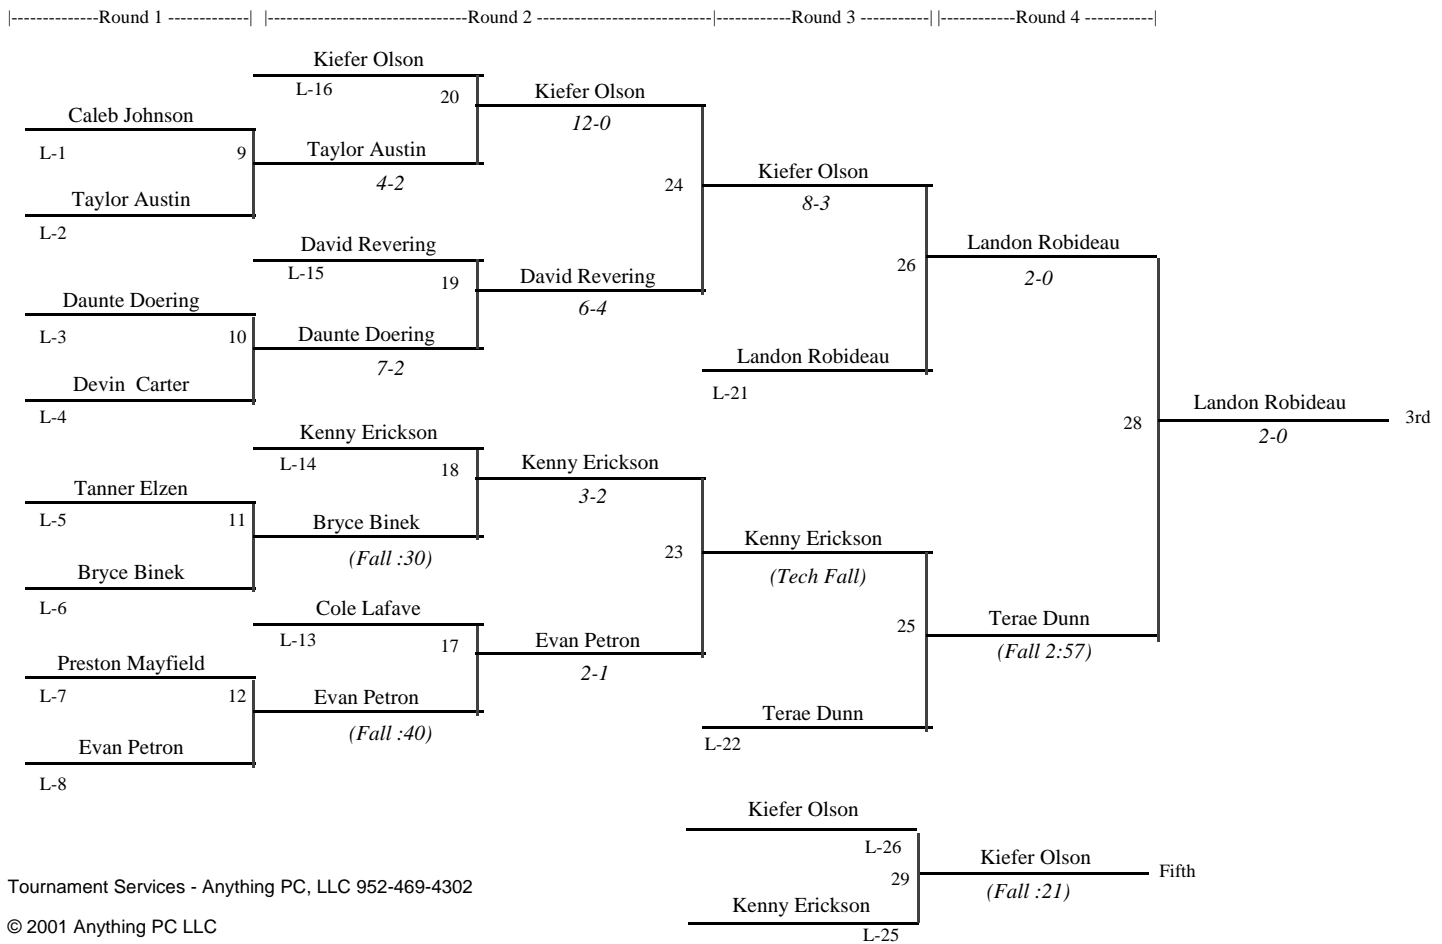 |-------------Round 1 -------------| |------------------------------Round 2 --------------------------|------------Round 3 -----------| |------------Round 4 -----------|
Kiefer Olson
L-16
20
Kiefer Olson
12-0
Caleb Johnson
L-1
9
Taylor Austin
4-2
Taylor Austin
L-2
24
Kiefer Olson
8-3
David Revering
L-15
19
David Revering
6-4
Daunte Doering
L-3
10
Daunte Doering
7-2
Devin  Carter
L-4
26
Landon Robideau
2-0
Landon Robideau
L-21
28
Landon Robideau
2-0
3rd
Kenny Erickson
L-14
18
Kenny Erickson
3-2
Tanner Elzen
L-5
11
Bryce Binek
(Fall :30)
Bryce Binek
L-6
23
Kenny Erickson
(Tech Fall)
Cole Lafave
L-13
17
Evan Petron
2-1
25
Terae Dunn
(Fall 2:57)
Preston Mayfield
L-7
12
Evan Petron
(Fall :40)
Evan Petron
L-8
Terae Dunn
L-22
Kiefer Olson
L-26
29
Kiefer Olson
(Fall :21)
Fifth
Kenny Erickson
L-25
Tournament Services - Anything PC, LLC 952-469-4302
© 2001 Anything PC LLC